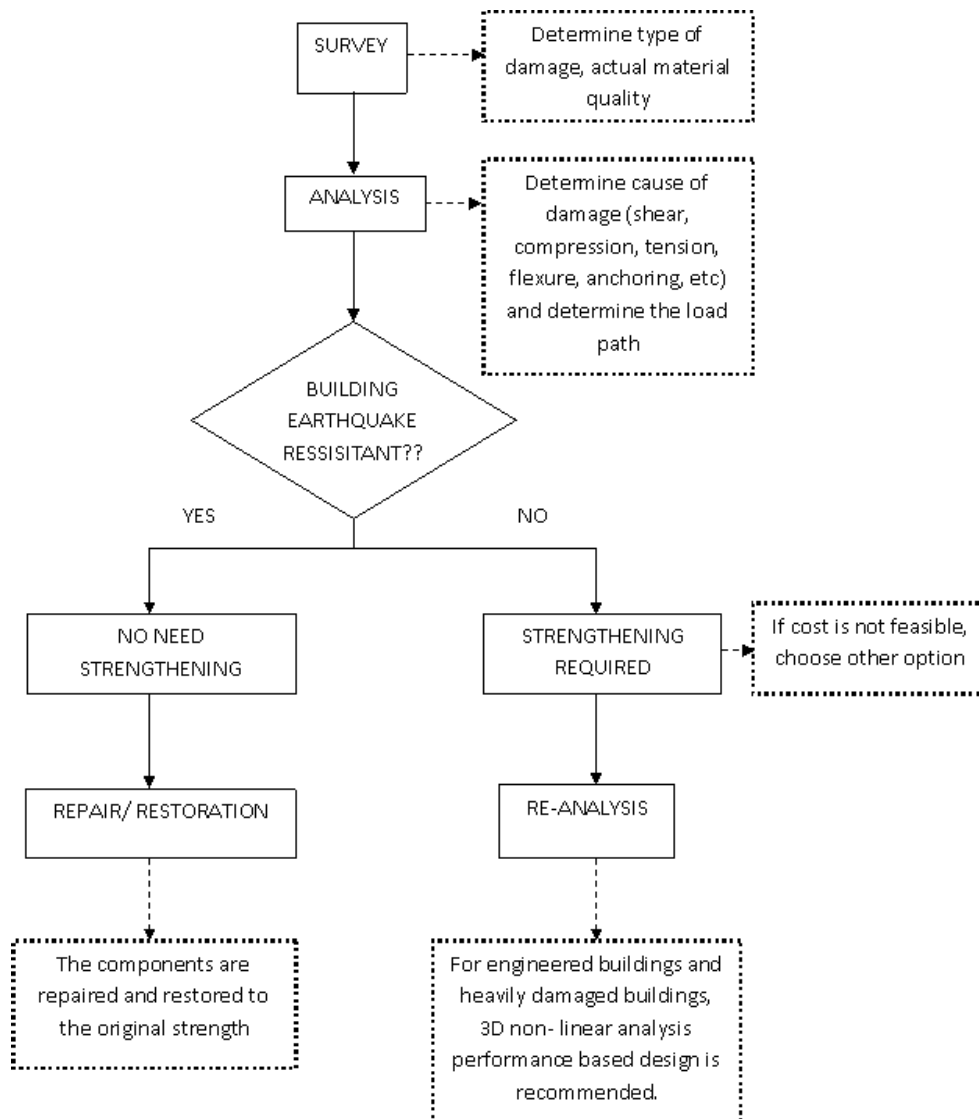 SURVEY
Determine type of
damage, actual material
quality
ANALYSIS
Determine cause of
damage (shear,
compression, tension,
flexure, anchoring, etc)
and determine the load
path
BUILDING
EARTHQUAKE
RESSISITANT??
YES
NO
NO NEED
STRENGTHENING
STRENGTHENING
REQUIRED
If cost is not feasible,
choose other option
REPAIR/ RESTORATION
RE-ANALYSIS
The components are
repaired and restored to
the original strength
For engineered buildings and
heavily damaged buildings,
3D non- linear analysis
performance based design is
recommended.